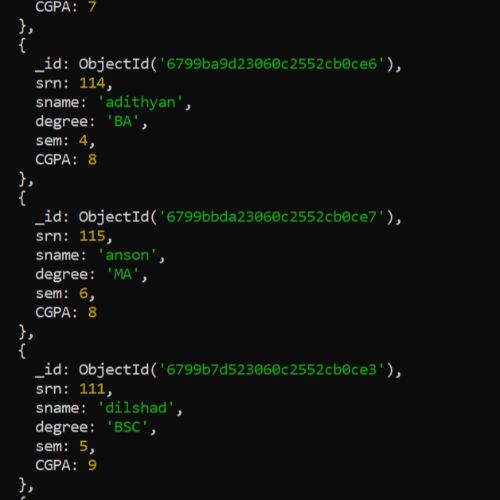 CGPA: 7
},
{
_id: ObjectId('6799ba9d23060c2552cb0ce6'),
srn: 114,
sname: 'adithyan',
degree: 'BA',
sem: 4,
CGPA: 8
},
{
_id: ObjectId('6799bbda23060c2552cb0ce7'),
srn: 115,
sname: 'anson',
degree: 'MA',
sem: 6,
CGPA: 8
},
{
_id: ObjectId('6799b7d523060c2552cb0ce3'),
srn: 111,
sname: 'dilshad',
degree: 'BSC',
sem: 5,
CGPA: 9
},